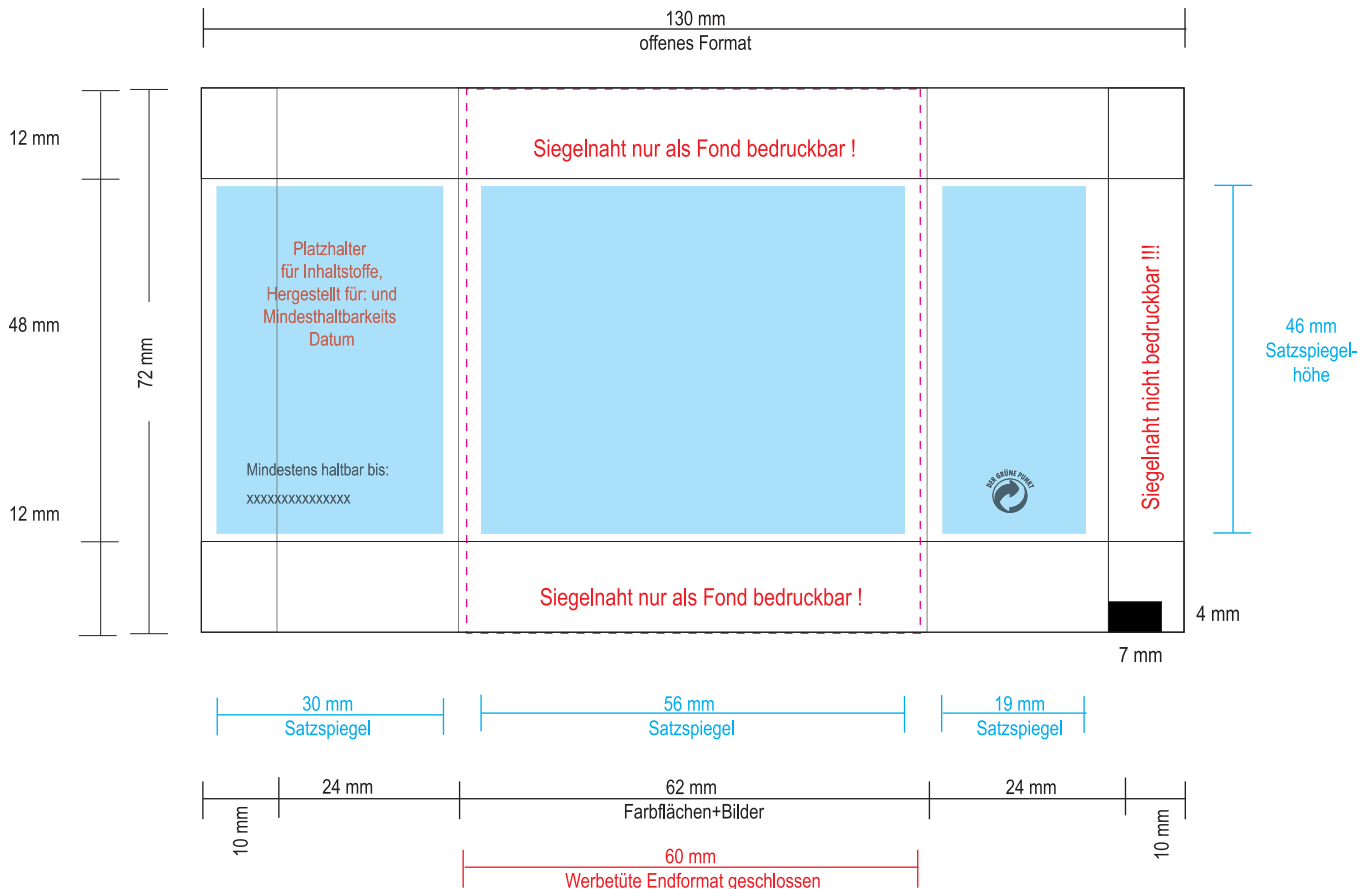 130 mm
offenes Format
12 mm
48 mm
12 mm
72 mm
Siegelnaht nur als Fond bedruckbar !
Platzhalter
für Inhaltstoffe,
Hergestellt für: und
Mindesthaltbarkeits
Datum
Mindestens haltbar bis:
xxxxxxxxxxxxxxx
DER GRÜNE PUNKT
Siegelnaht nicht bedruckbar !!!
46 mm
Satzspiegel-
höhe
Siegelnaht nur als Fond bedruckbar !
4 mm
7 mm
30 mm
Satzspiegel
56 mm
Satzspiegel
19 mm
Satzspiegel
10 mm
24 mm
62 mm
Farbflächen+Bilder
24 mm
10 mm
60 mm
Werbetüte Endformat geschlossen